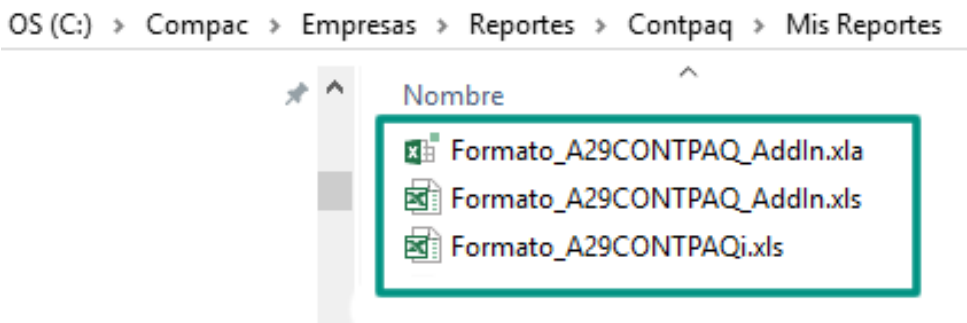 OS (C:) > Compac > Empresas > Reportes > Contpaq > Mis Reportes
Nombre
Formato_A29CONTPAQ_AddIn.xla
Formato_A29CONTPAQ_AddIn.xls
Formato_A29CONTPAQi.xls